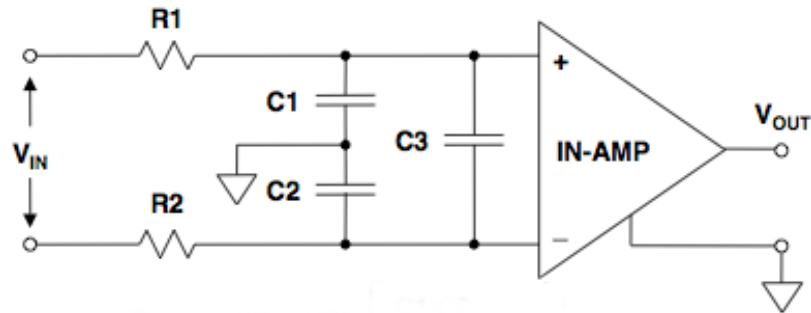 R1
+
C1
V_OUT
C3
IN-AMP
V_IN
C2
R2
−